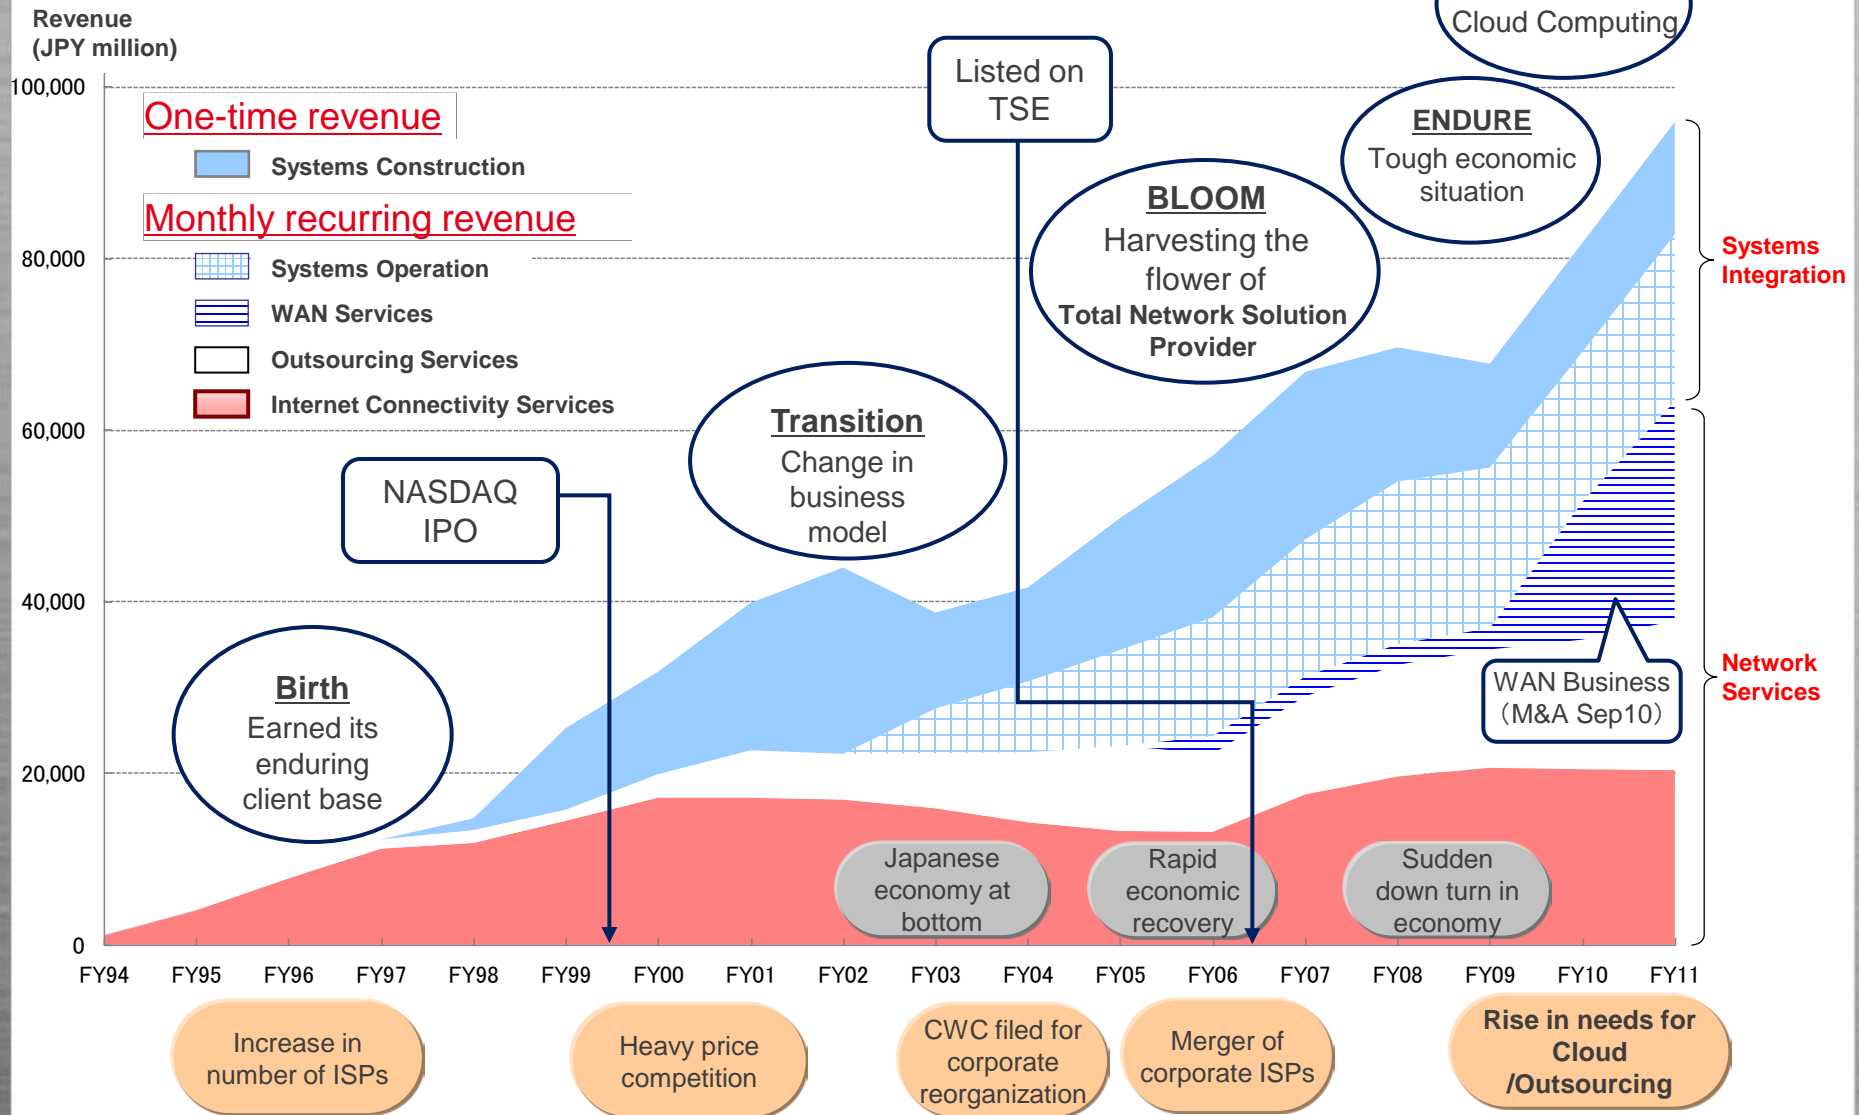 Revenue
(JPY million)
Cloud Computing
100,000
80,000
60,000
40,000
20,000
0
One-time revenue
Systems Construction
Monthly recurring revenue
Systems Operation
WAN Services
Outsourcing Services
Internet Connectivity Services
Listed on
TSE
ENDURE
Tough economic
situation
BLOOM
Harvesting the
flower of
Total Network Solution
Provider
Systems
Integration
Transition
Change in
business
model
NASDAQ
IPO
Birth
Earned its
enduring
client base
WAN Business
（M&A Sep10）
Network
Services
Japanese
economy at
bottom
Rapid
economic
recovery
Sudden
down turn in
economy
FY94 FY95 FY96 FY97 FY98 FY99 FY00 FY01 FY02 FY03 FY04 FY05 FY06 FY07 FY08 FY09 FY10 FY11
Increase in
number of ISPs
Heavy price
competition
CWC filed for
corporate
reorganization
Merger of
corporate ISPs
Rise in needs for
Cloud
/Outsourcing